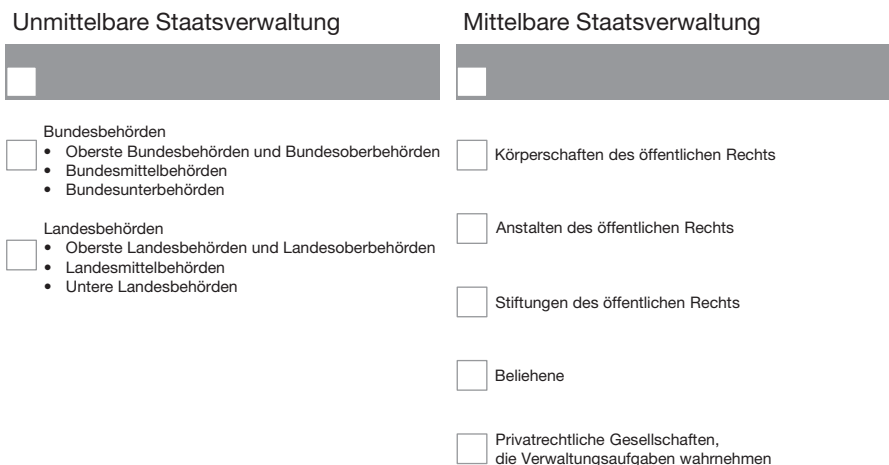 Unmittelbare Staatsverwaltung
Bundesbehörden
• Oberste Bundesbehörden und Bundesoberbehörden
• Bundesmittelbehörden
• Bundesunterbehörden
Landesbehörden
• Oberste Landesbehörden und Landesoberbehörden
• Landesmittelbehörden
• Untere Landesbehörden
Mittelbare Staatsverwaltung
Körperschaften des öffentlichen Rechts
Anstalten des öffentlichen Rechts
Stiftungen des öffentlichen Rechts
Beliehene
Privatrechtliche Gesellschaften,
die Verwaltungsaufgaben wahrnehmen